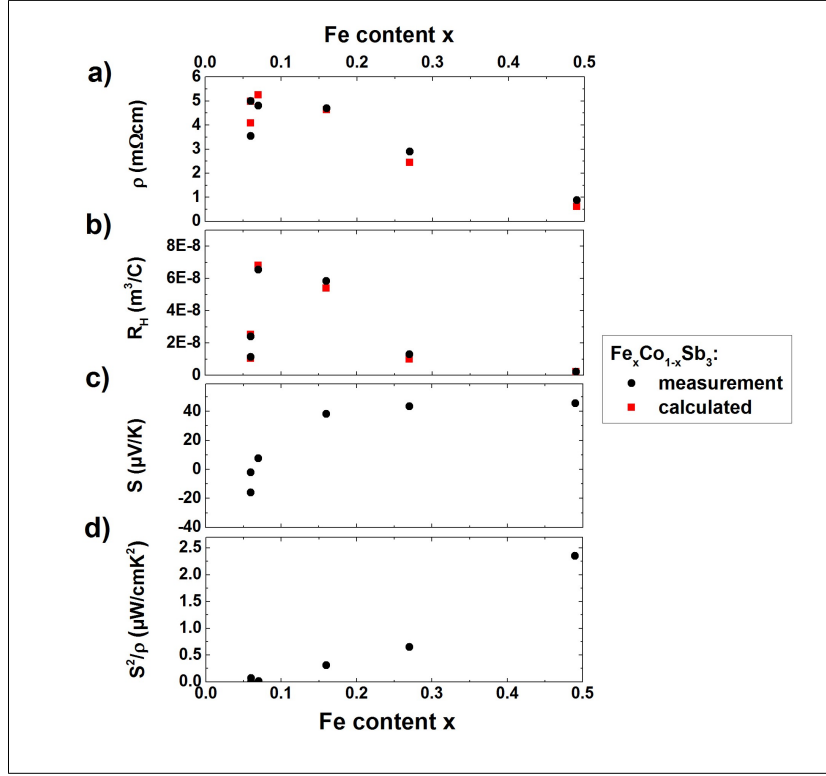 Fe content x
0.0 0.1 0.2 0.3 0.4 0.5
a)
6
5
4
3
2
1
0
ρ (mΩcm)
b)
8E-8
6E-8
4E-8
2E-8
0
R_H (m³/C)
Fe_xCo_{1-x}Sb_3:
measurement
calculated
c)
40
20
0
-20
-40
S (μV/K)
d)
2.5
2.0
1.5
1.0
0.5
0.0
S²/ρ (μW/cmK²)
0.0 0.1 0.2 0.3 0.4 0.5
Fe content x